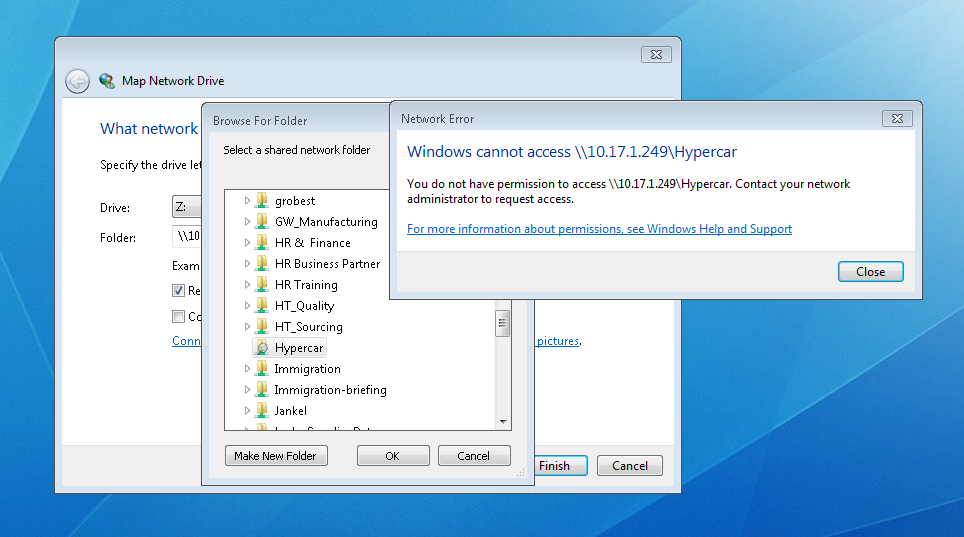 Map Network Drive
What network
Specify the drive let
Drive:
Z:
Folder:
\\10
Exam
Re
Co
Conn
pictures.
Finish
Cancel
Browse For Folder
Select a shared network folder
grobest
GW_Manufacturing
HR & Finance
HR Business Partner
HR Training
HT_Quality
HT_Sourcing
Hypercar
Immigration
Immigration-briefing
Jankel
Make New Folder
OK
Cancel
Network Error
Windows cannot access \\10.17.1.249\Hypercar
You do not have permission to access \\10.17.1.249\Hypercar. Contact your network
administrator to request access.
For more information about permissions, see Windows Help and Support
Close